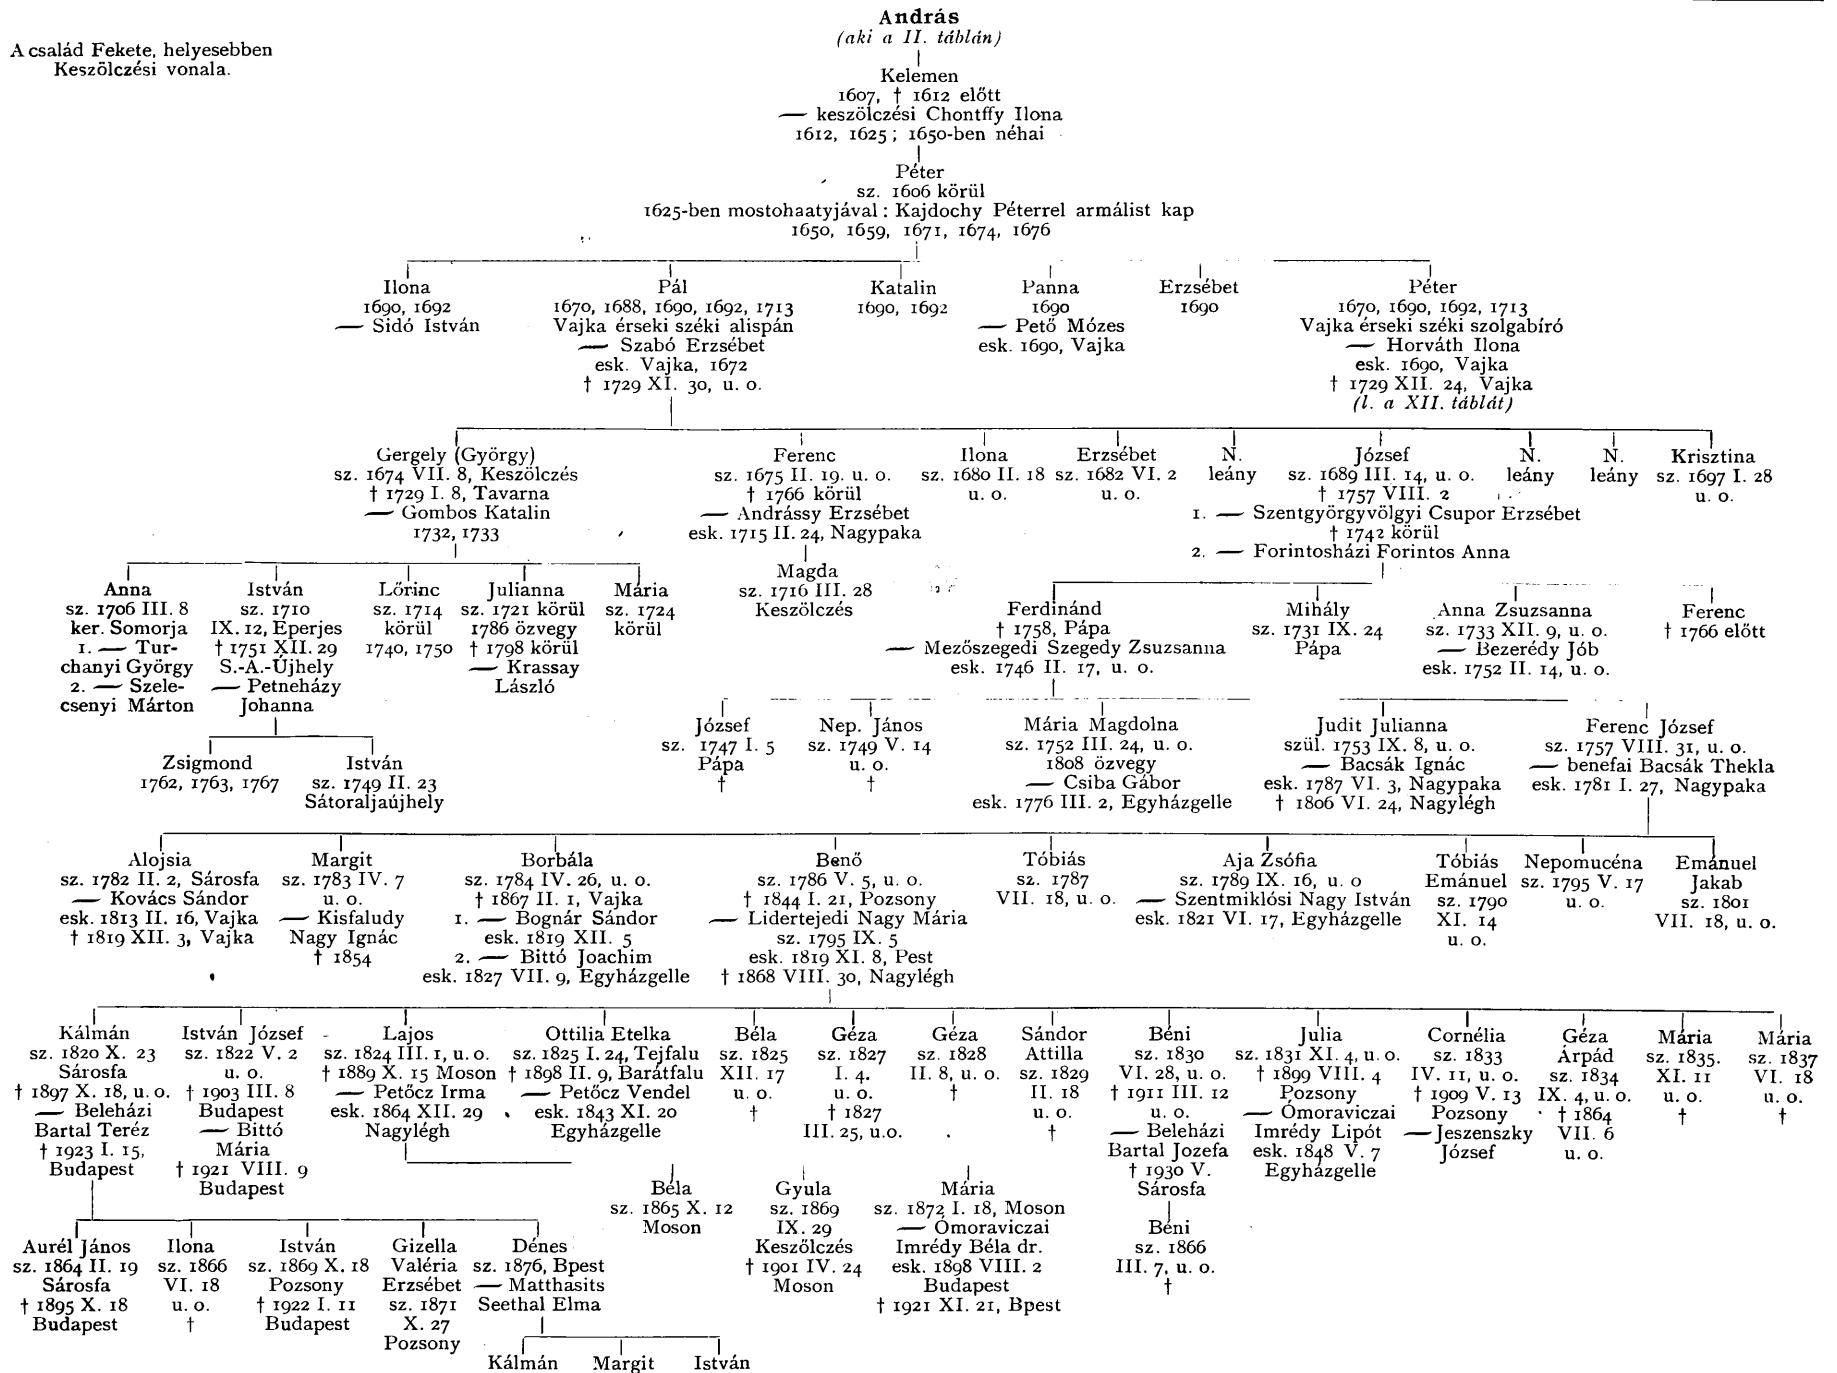 A család Fekete, helyesebben
Keszölczési vonala.
András
(aki a II. táblán)
Kelemen
1607, † 1612 előtt
— keszölczési Chontffy Ilona
1612, 1625; 1650-ben néhai
Péter
sz. 1606 körül
1625-ben mostohaatyjával: Kajdochy Péterrel armálist kap
1650, 1659, 1671, 1674, 1676
Ilona
1690, 1692
— Sidó István
Pál
1670, 1688, 1690, 1692, 1713
Vajka érseki széki alispán
— Szabó Erzsébet
esk. Vajka, 1672
† 1729 XI. 30, u. o.
Katalin
1690, 1692
Panna
1690
— Pető Mózes
esk. 1690, Vajka
Erzsébet
1690
Péter
1670, 1690, 1692, 1713
Vajka érseki széki szolgabíró
— Horváth Ilona
esk. 1690, Vajka
† 1729 XII. 24, Vajka
(l. a XII. táblát)
Gergely (György)
sz. 1674 VII. 8, Keszölczés
† 1729 I. 8, Tavarna
— Gombos Katalin
1732, 1733
Ferenc
sz. 1675 II. 19. u. o.
† 1766 körül
— Andrássy Erzsébet
esk. 1715 II. 24, Nagypaka
Ilona
sz. 1680 II. 18
u. o.
Erzsébet
sz. 1682 VI. 2
u. o.
N.
leány
József
sz. 1689 III. 14, u. o.
† 1757 VIII. 2
1. — Szentgyörgyvölgyi Csupor Erzsébet
† 1742 körül
2. — Forintosházi Forintos Anna
N.
leány
N.
leány
Krisztina
sz. 1697 I. 28
u. o.
Anna
sz. 1706 III. 8
ker. Somorja
1. — Tur-
chanyi György
2. — Szele-
csenyi Márton
István
sz. 1710
IX. 12, Eperjes
† 1751 XII. 29
S.-A.-Újhely
— Petneházy
Johanna
Lőrinc
sz. 1714
körül
1740, 1750
Julianna
sz. 1721 körül
1786 özvegy
† 1798 körül
— Krassay
László
Mária
sz. 1724
körül
Magda
sz. 1716 III. 28
Keszölczés
Ferdinánd
† 1758, Pápa
— Mezőszegedi Szegedy Zsuzsanna
esk. 1746 II. 17, u. o.
Mihály
sz. 1731 IX. 24
Pápa
Anna Zsuzsanna
sz. 1733 XII. 9, u. o.
— Bezerédy Jób
esk. 1752 II. 14, u. o.
Ferenc
† 1766 előtt
Zsigmond
1762, 1763, 1767
István
sz. 1749 II. 23
Sátoraljaújhely
József
sz. 1747 I. 5
Pápa
†
Nep. János
sz. 1749 V. 14
u. o.
†
Mária Magdolna
sz. 1752 III. 24, u. o.
1808 özvegy
— Csiba Gábor
esk. 1776 III. 2, Egyházgelle
Judit Julianna
szül. 1753 IX. 8, u. o.
— Bacsák Ignác
esk. 1787 VI. 3, Nagypaka
† 1806 VI. 24, Nagylégh
Ferenc József
sz. 1757 VIII. 31, u. o.
— benefai Bacsák Thekla
esk. 1781 I. 27, Nagypaka
Alojsia
sz. 1782 II. 2, Sárosfa
— Kovács Sándor
esk. 1813 II. 16, Vajka
† 1819 XII. 3, Vajka
Margit
sz. 1783 IV. 7
u. o.
— Kisfaludy
Nagy Ignác
† 1854
Borbála
sz. 1784 IV. 26, u. o.
† 1867 II. 1, Vajka
1. — Bognár Sándor
esk. 1819 XII. 5
2. — Bittó Joachim
esk. 1827 VII. 9, Egyházgelle
Benő
sz. 1786 V. 5, u. o.
† 1844 I. 21, Pozsony
— Lidertejedi Nagy Mária
sz. 1795 IX. 5
esk. 1819 XI. 8, Pest
† 1868 VIII. 30, Nagylégh
Tóbiás
sz. 1787
VII. 18, u. o.
Aja Zsófia
sz. 1789 IX. 16, u. o
— Szentmiklósi Nagy István
esk. 1821 VI. 17, Egyházgelle
Tóbiás
Emánuel
sz. 1790
XI. 14
u. o.
Nepomucéna
sz. 1795 V. 17
u. o.
Emánuel
Jakab
sz. 1801
VII. 18, u. o.
Kálmán
sz. 1820 X. 23
Sárosfa
† 1897 X. 18, u. o.
— Beleházi
Bartal Teréz
† 1923 I. 15,
Budapest
István József
sz. 1822 V. 2
u. o.
† 1903 III. 8
Budapest
— Bittó
Mária
† 1921 VIII. 9
Budapest
Lajos
sz. 1824 III. 1, u. o.
† 1889 X. 15 Moson
— Petőcz Irma
esk. 1864 XII. 29
Nagylégh
Ottilia Etelka
sz. 1825 I. 24, Tejfalu
† 1898 II. 9, Barátfalu
— Petőcz Vendel
esk. 1843 XI. 20
Egyházgelle
Béla
sz. 1825
XII. 17
u. o.
†
Géza
sz. 1827
I. 4.
u. o.
† 1827
III. 25, u.o.
Géza
sz. 1828
II. 8, u. o.
†
Sándor
Attilla
sz. 1829
II. 18
u. o.
†
Béni
sz. 1830
VI. 28, u. o.
† 1911 III. 12
u. o.
— Beleházi
Bartal Jozefa
† 1930 V.
Sárosfa
Julia
sz. 1831 XI. 4, u. o.
† 1899 VIII. 4
Pozsony
— Ómoraviczai
Imrédy Lipót
esk. 1848 V. 7
Egyházgelle
Cornélia
sz. 1833
IV. 11, u. o.
† 1909 V. 13
Pozsony
— Jeszenszky
József
Géza
Árpád
sz. 1834
IX. 4, u. o.
† 1864
VII. 6
u. o.
Mária
sz. 1835.
XI. 11
u. o.
†
Mária
sz. 1837
VI. 18
u. o.
†
Béla
sz. 1865 X. 12
Moson
Gyula
sz. 1869
IX. 29
Keszőlczés
† 1901 IV. 24
Moson
Mária
sz. 1872 I. 18, Moson
— Ómoraviczai
Imrédy Béla dr.
esk. 1898 VIII. 2
Budapest
† 1921 XI. 21, Bpest
Béni
sz. 1866
III. 7, u. o.
†
Aurél János
sz. 1864 II. 19
Sárosfa
† 1895 X. 18
Budapest
Ilona
sz. 1866
VI. 18
u. o.
†
István
sz. 1869 X. 18
Pozsony
† 1922 I. 11
Budapest
Gizella
Valéria
Erzsébet
sz. 1871
X. 27
Pozsony
Dénes
sz. 1876, Bpest
— Matthasits
Seethal Elma
Kálmán
Margit
István